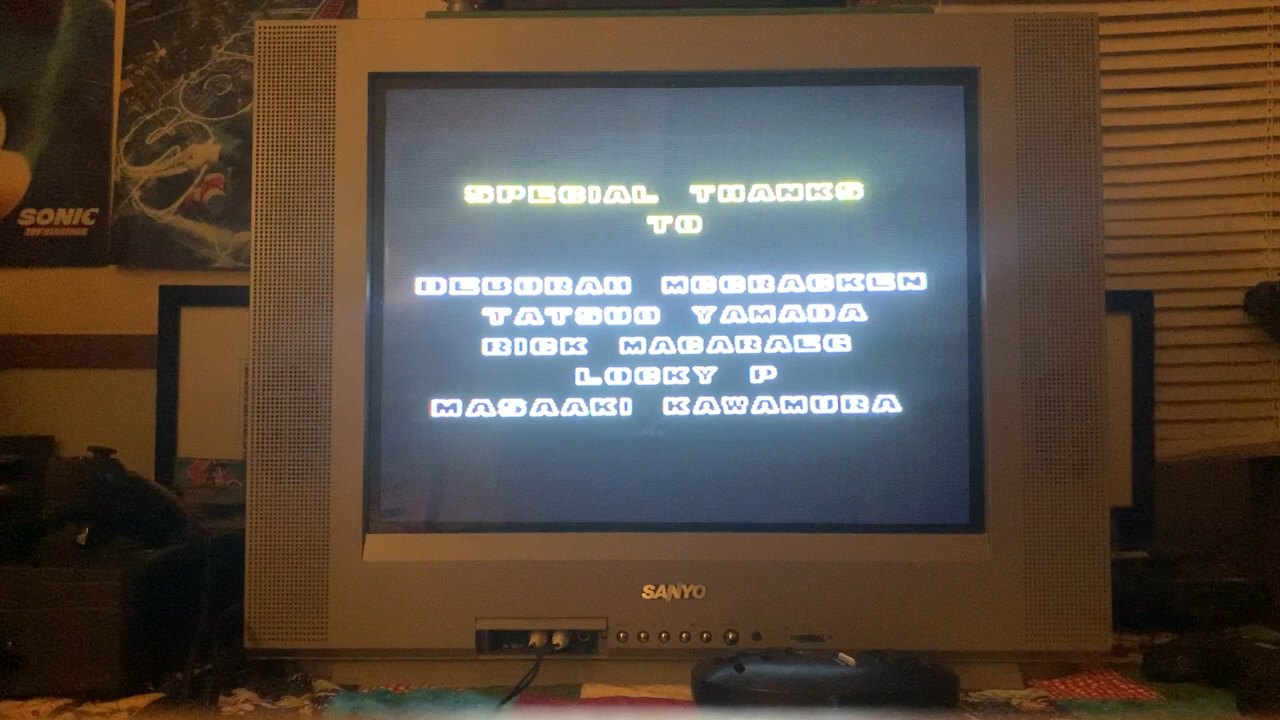 SONIC
SPECIAL THANKS
TO
DEBORAH MCCRACKEN
TATSUO YAMADA
RICK MACARAEG
LOCKY P
MASAAKI KAWAMURA
SANYO